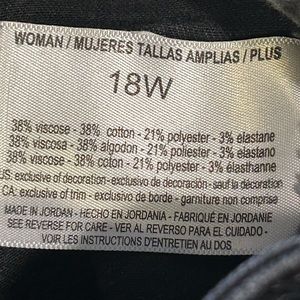 WOMAN / MUJERES TALLAS AMPLIAS / PLUS
18W
38% viscose - 38% cotton - 21% polyester - 3% elastane
38% viscosa - 38% algodon - 21% poliester - 3% elastano
38% viscose - 38% coton - 21% polyester - 3% élasthanne
US: exclusive of decoration - exclusivo de decoración - sauf la décoration
CA: exclusive of trim - exclusivo de borde - garniture non comprise
MADE IN JORDAN - HECHO EN JORDANIA - FABRIQUÉ EN JORDANIE
SEE REVERSE FOR CARE - VER AL REVERSO PARA EL CUIDADO -
VOIR LES INSTRUCTIONS D'ENTRETIEN AU DOS